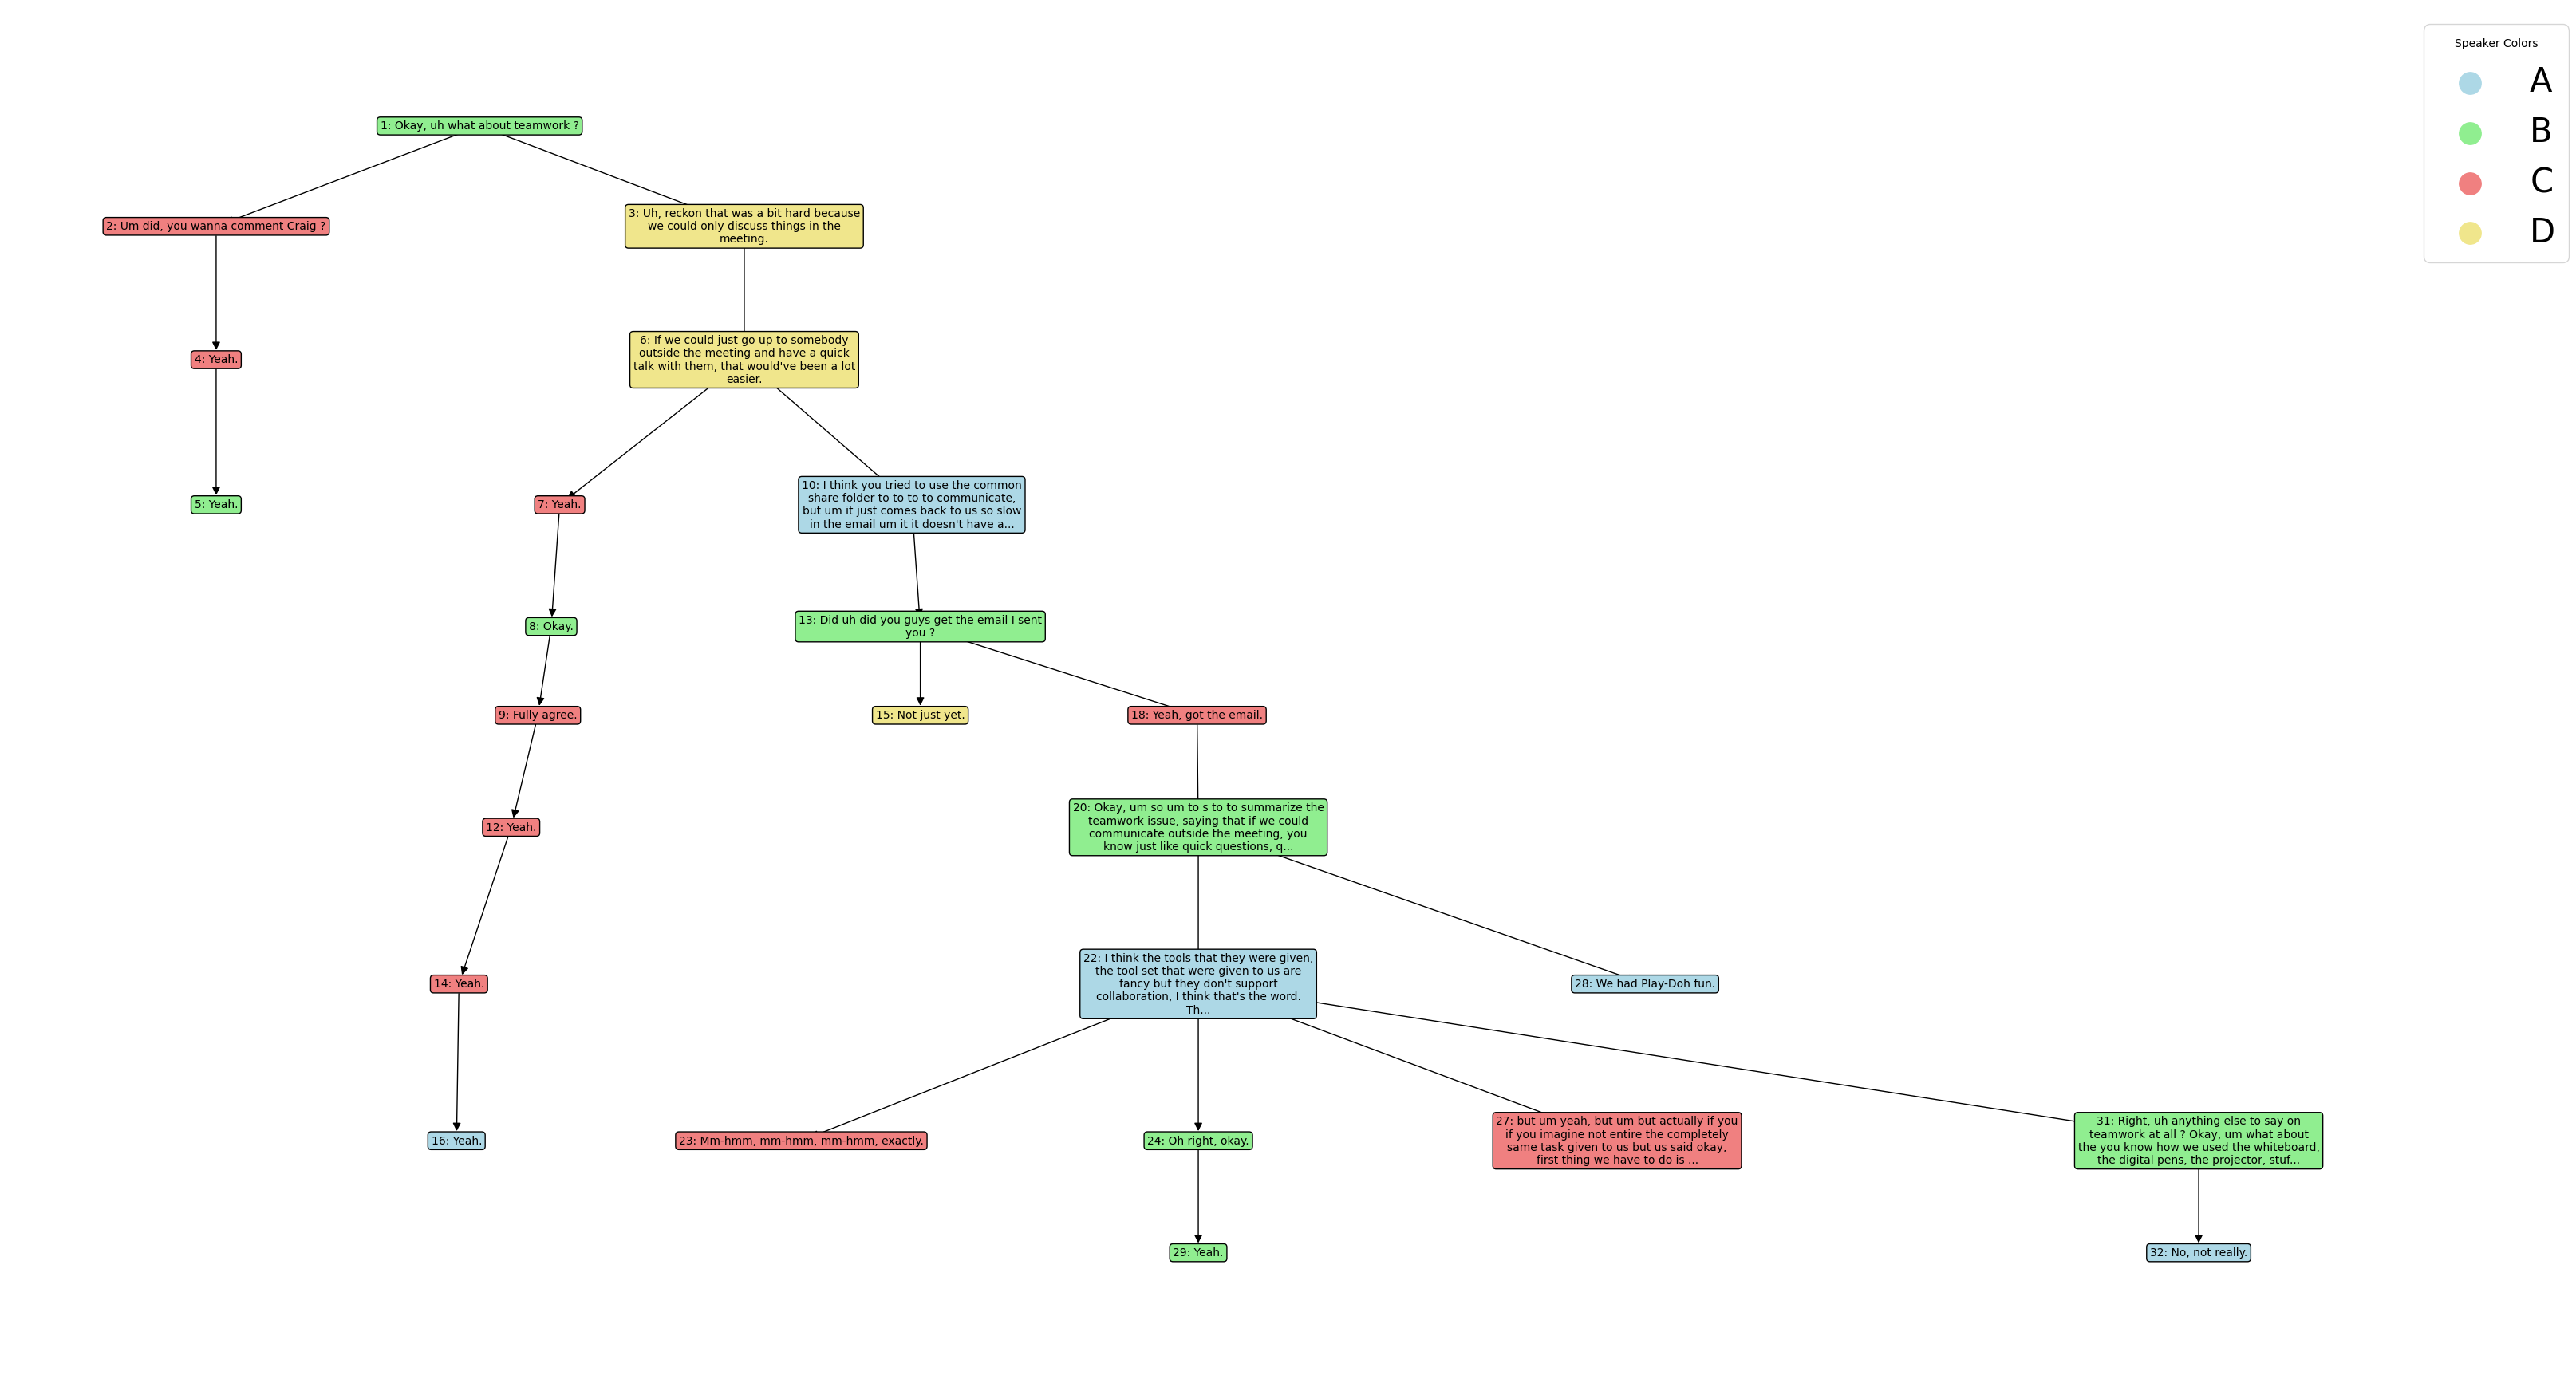 Speaker Colors
A
B
C
D
1: Okay, uh what about teamwork ?
2: Um did, you wanna comment Craig ?
3: Uh, reckon that was a bit hard because
we could only discuss things in the
meeting.
4: Yeah.
6: If we could just go up to somebody
outside the meeting and have a quick
talk with them, that would've been a lot
easier.
5: Yeah.
7: Yeah.
10: I think you tried to use the common
share folder to to to to communicate,
but um it just comes back to us so slow
in the email um it it doesn't have a...
8: Okay.
13: Did uh did you guys get the email I sent
you ?
9: Fully agree.
15: Not just yet.
18: Yeah, got the email.
12: Yeah.
20: Okay, um so um to s to to summarize the
teamwork issue, saying that if we could
communicate outside the meeting, you
know just like quick questions, q...
14: Yeah.
22: I think the tools that they were given,
the tool set that were given to us are
fancy but they don't support
collaboration, I think that's the word.
Th...
28: We had Play-Doh fun.
16: Yeah.
23: Mm-hmm, mm-hmm, mm-hmm, exactly.
24: Oh right, okay.
27: but um yeah, but um but actually if you
if you imagine not entire the completely
same task given to us but us said okay,
first thing we have to do is ...
31: Right, uh anything else to say on
teamwork at all ? Okay, um what about
the you know how we used the whiteboard,
the digital pens, the projector, stuf...
29: Yeah.
32: No, not really.